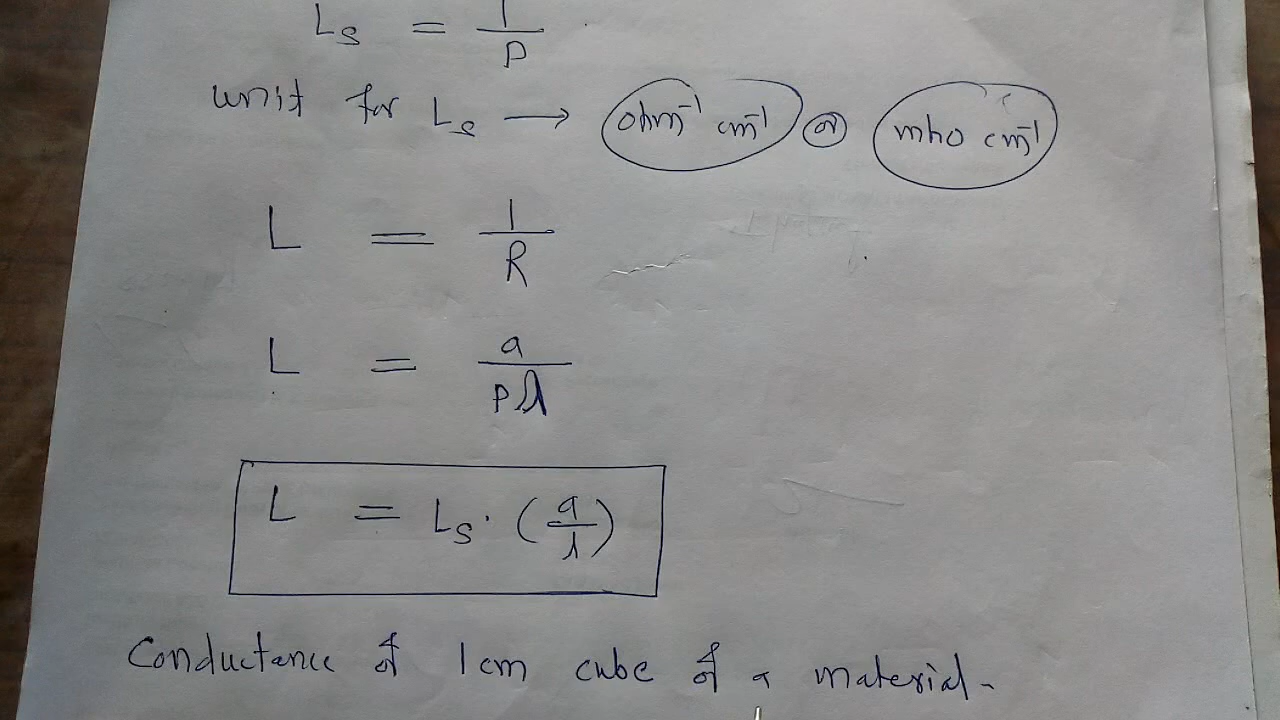 Ls = 1/P
unit for Ls → ohm⁻¹ cm⁻¹ or mho cm⁻¹
L = 1/R
L = a/Pl
L = Ls · (a/l)
Conductance of 1cm cube of a material-